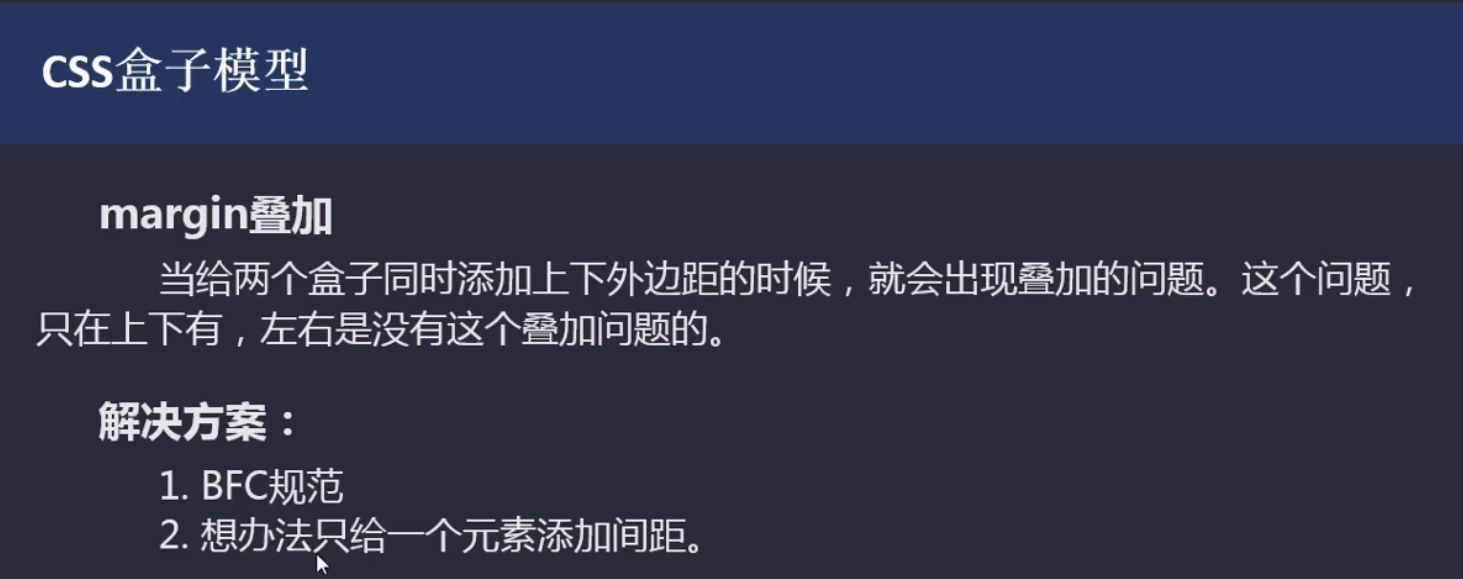 CSS盒子模型
margin叠加
当给两个盒子同时添加上下外边距的时候，就会出现叠加的问题。这个问题，
只在上下有，左右是没有这个叠加问题的。
解决方案：
1. BFC规范
2. 想办法只给一个元素添加间距。